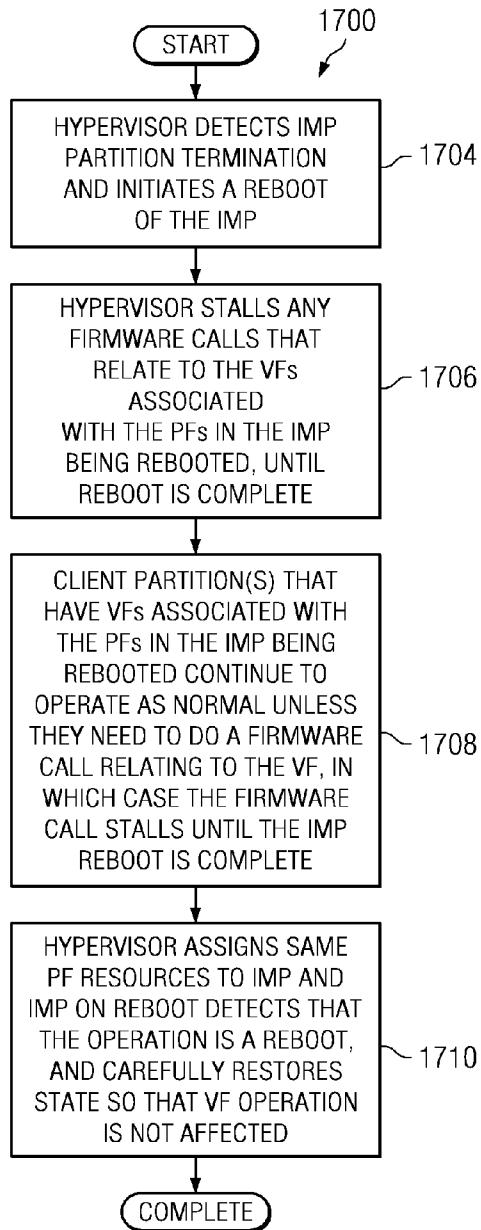 1700
START
HYPERVISOR DETECTS IMP
PARTITION TERMINATION
AND INITIATES A REBOOT
OF THE IMP
1704
HYPERVISOR STALLS ANY
FIRMWARE CALLS THAT
RELATE TO THE VFs
ASSOCIATED
WITH THE PFs IN THE IMP
BEING REBOOTED, UNTIL
REBOOT IS COMPLETE
1706
CLIENT PARTITION(S) THAT
HAVE VFs ASSOCIATED WITH
THE PFs IN THE IMP BEING
REBOOTED CONTINUE TO
OPERATE AS NORMAL UNLESS
THEY NEED TO DO A FIRMWARE
CALL RELATING TO THE VF, IN
WHICH CASE THE FIRMWARE
CALL STALLS UNTIL THE IMP
REBOOT IS COMPLETE
1708
HYPERVISOR ASSIGNS SAME
PF RESOURCES TO IMP AND
IMP ON REBOOT DETECTS THAT
THE OPERATION IS A REBOOT,
AND CAREFULLY RESTORES
STATE SO THAT VF OPERATION
IS NOT AFFECTED
1710
COMPLETE